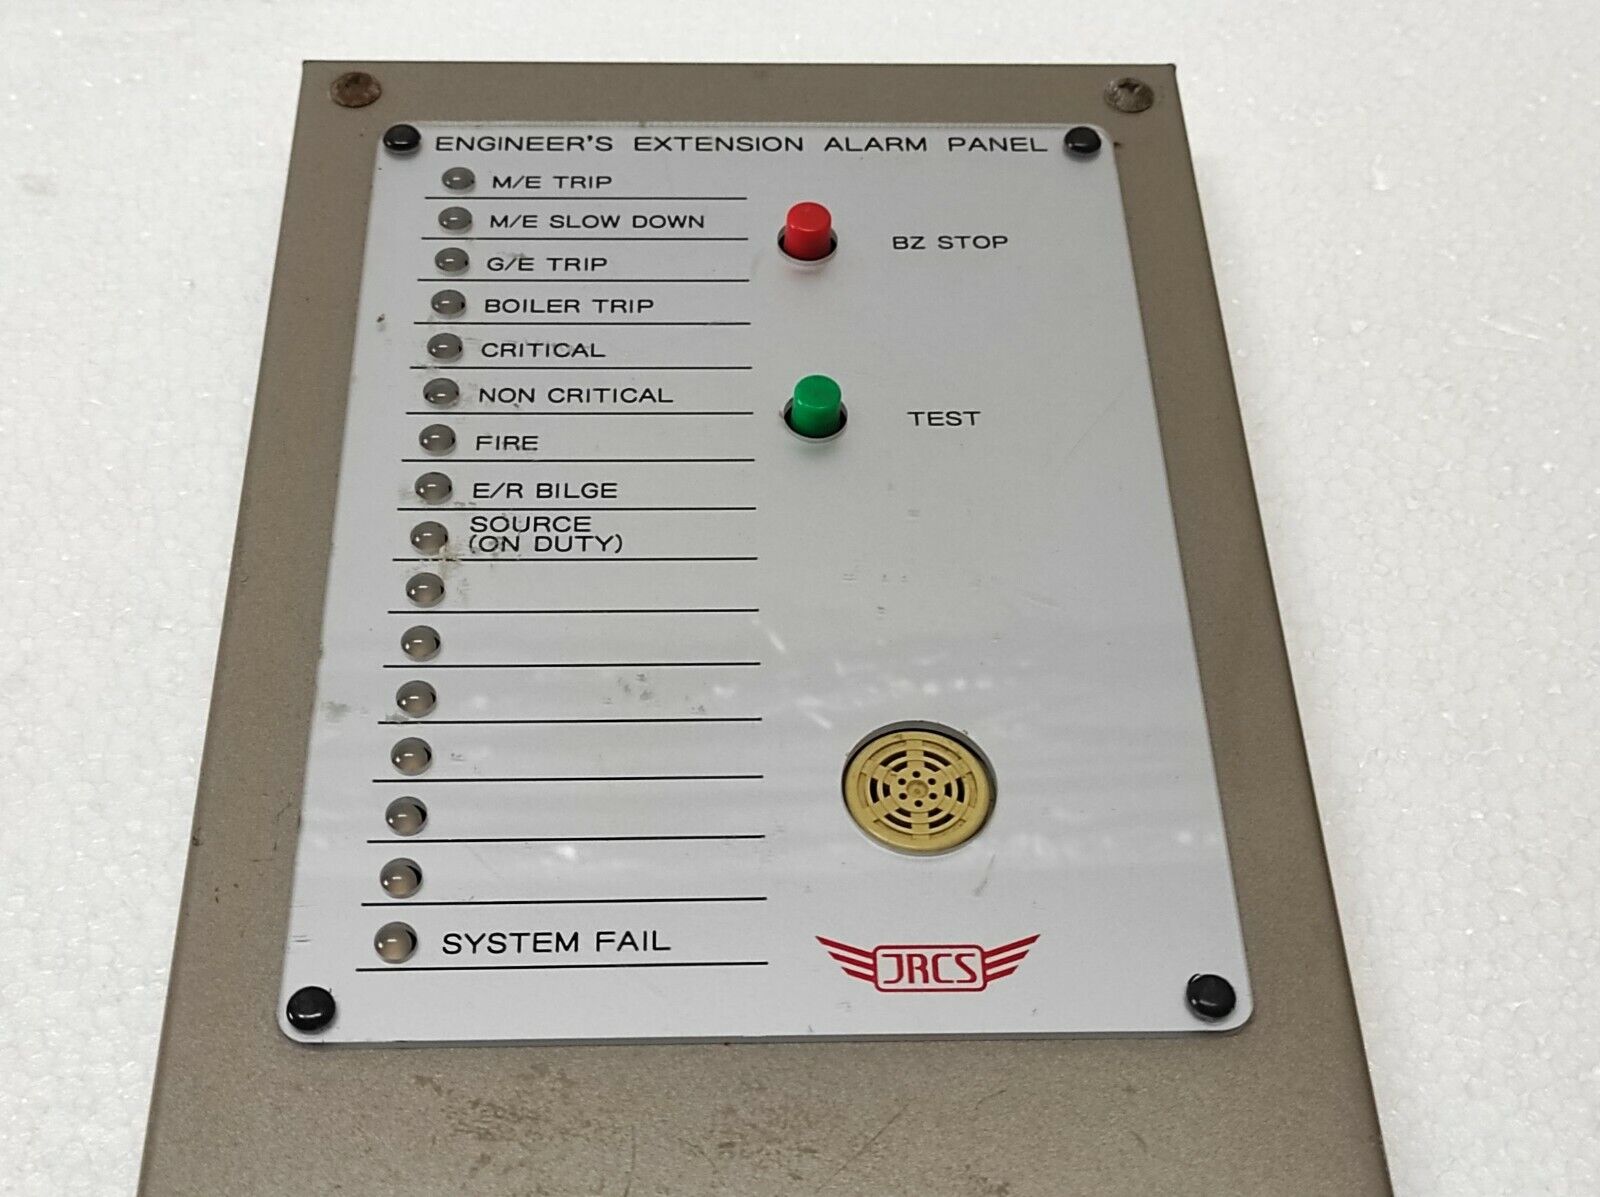 ENGINEER'S EXTENSION ALARM PANEL
M/E TRIP
M/E SLOW DOWN
G/E TRIP
BOILER TRIP
CRITICAL
NON CRITICAL
FIRE
E/R BILGE
SOURCE
(ON DUTY)
SYSTEM FAIL
BZ STOP
TEST
JRCS